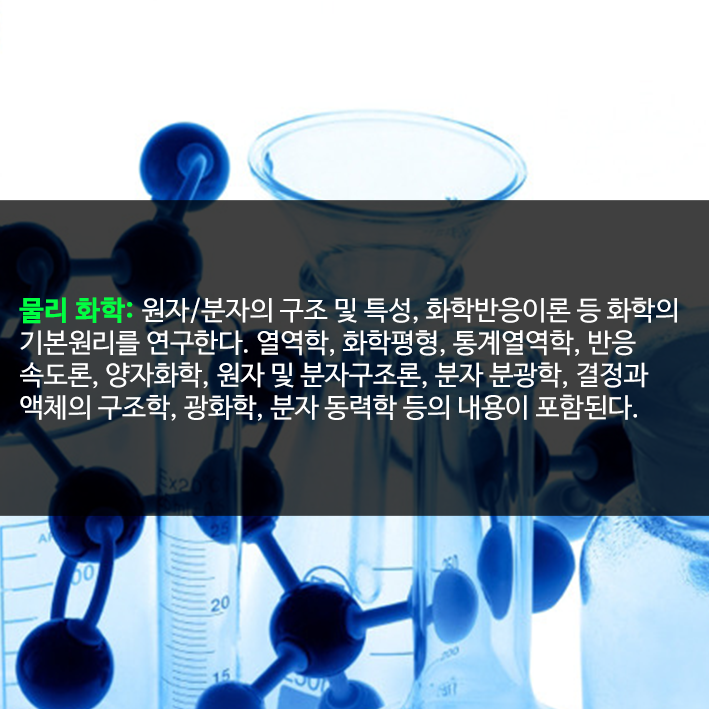 물리 화학: 원자/분자의 구조 및 특성, 화학반응이론 등 화학의
기본원리를 연구한다. 열역학, 화학평형, 통계열역학, 반응
속도론, 양자화학, 원자 및 분자구조론, 분자 분광학, 결정과
액체의 구조학, 광화학, 분자 동력학 등의 내용이 포함된다.
25
20
15
250
200